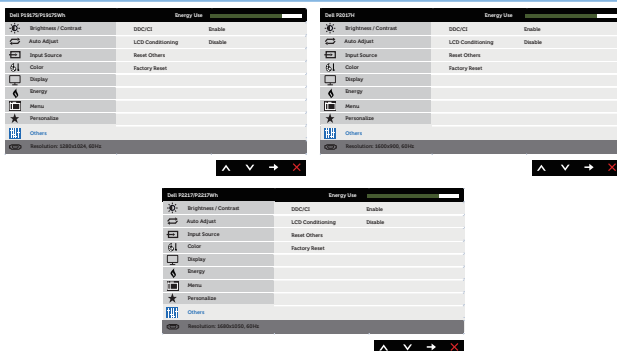 Dell P1917S/P1917SWh Energy Use
Brightness / Contrast DDC/CI Enable
Auto Adjust LCD Conditioning Disable
Input Source Reset Others
Color Factory Reset
Display
Energy
Menu
Personalize
Others
Resolution: 1280x1024, 60Hz
Dell P2017H Energy Use
Brightness / Contrast DDC/CI Enable
Auto Adjust LCD Conditioning Disable
Input Source Reset Others
Color Factory Reset
Display
Energy
Menu
Personalize
Others
Resolution: 1600x900, 60Hz
Dell P2217/P2217Wh Energy Use
Brightness / Contrast DDC/CI Enable
Auto Adjust LCD Conditioning Disable
Input Source Reset Others
Color Factory Reset
Display
Energy
Menu
Personalize
Others
Resolution: 1680x1050, 60Hz